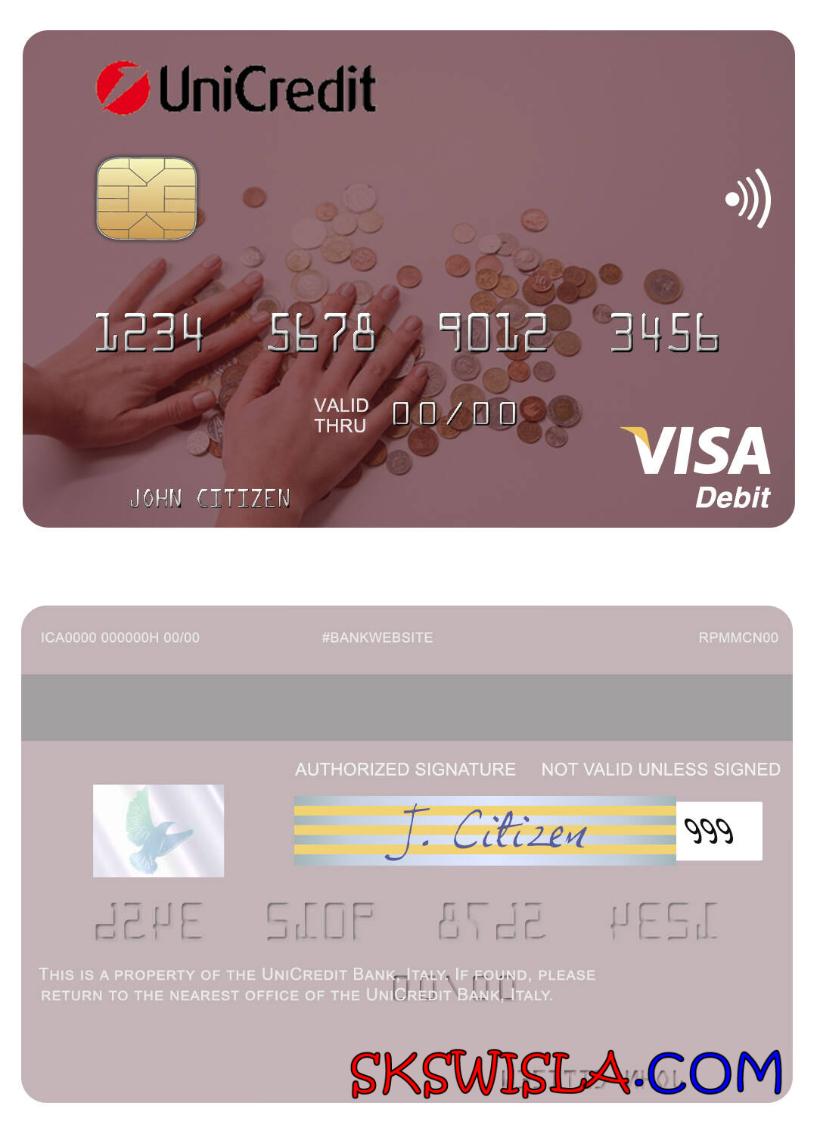 UniCredit
1234 5678 9012 3456
VALID THRU 00/00
VISA
Debit
JOHN CITIZEN
ICA0000 000000H 00/00 #BANKWEBSITE RPMMCN00
AUTHORIZED SIGNATURE NOT VALID UNLESS SIGNED
J. Citizen 999
THIS IS A PROPERTY OF THE UNICREDIT BANK, ITALY. IF FOUND, PLEASE
RETURN TO THE NEAREST OFFICE OF THE UNICREDIT BANK, ITALY.
SKSWISLA.COM